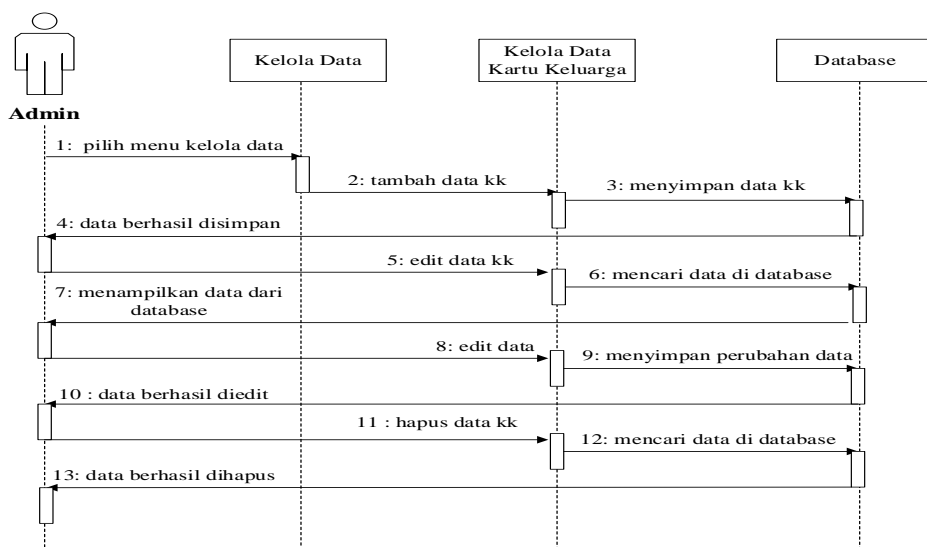 Kelola Data
Kelola Data
Kartu Keluarga
Database
Admin
1: pilih menu kelola data
2: tambah data kk
3: menyimpan data kk
4: data berhasil disimpan
5: edit data kk
6: mencari data di database
7: menampilkan data dari
database
8: edit data
9: menyimpan perubahan data
10 : data berhasil diedit
11 : hapus data kk
12: mencari data di database
13: data berhasil dihapus